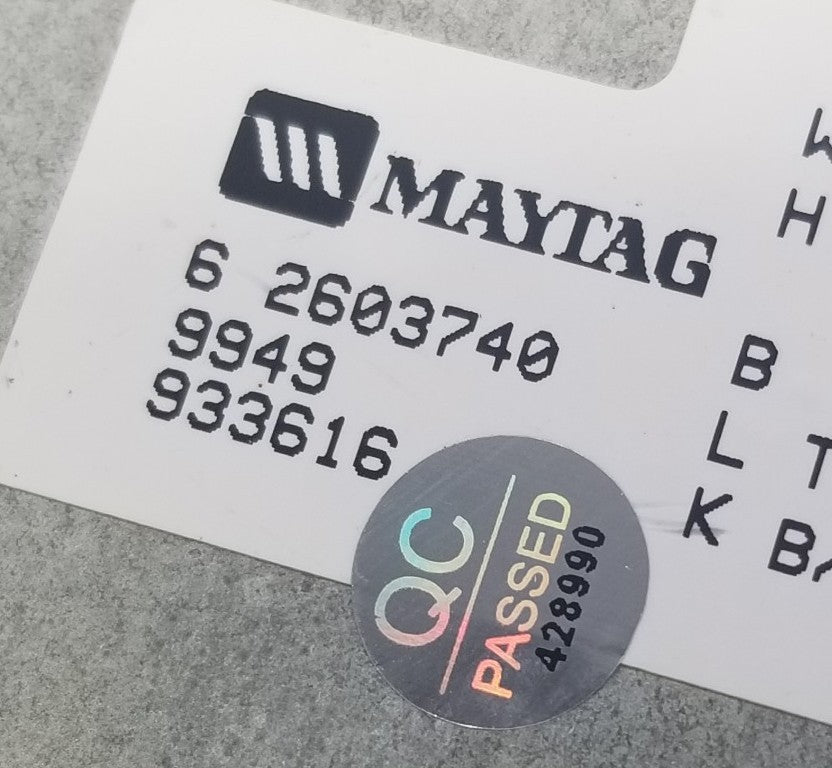 MAYTAG
6 2603740
9949
933616
QC
PASSED
428990
H
B
L T
K